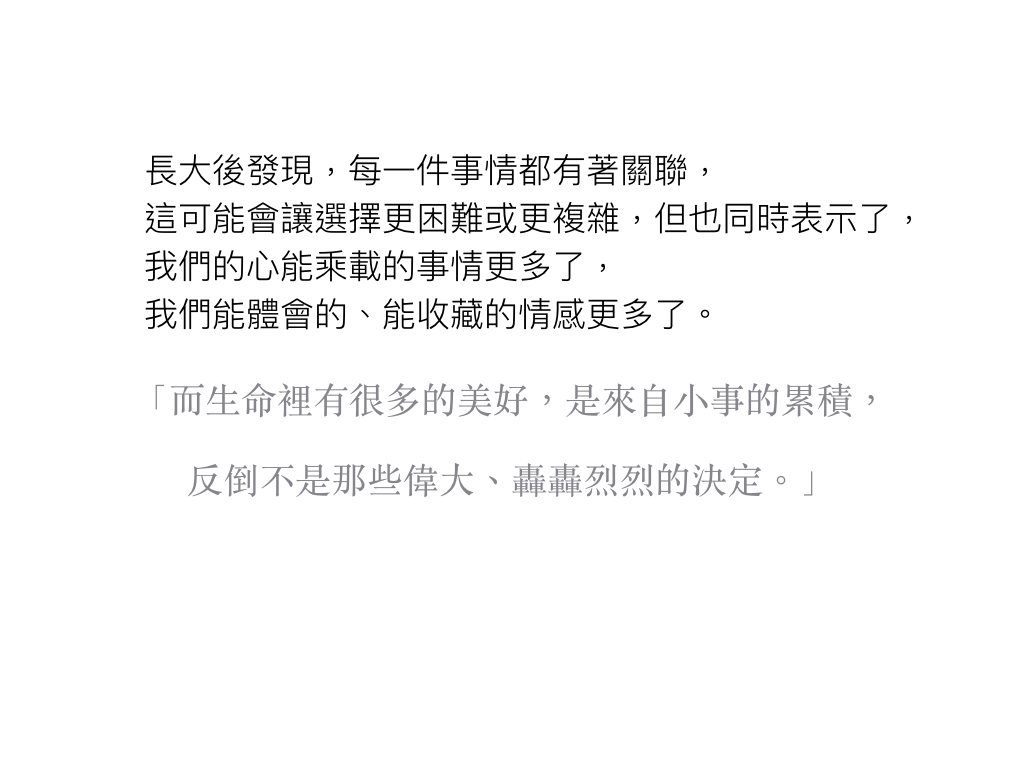 長大後發現，每一件事情都有著關聯，
這可能會讓選擇更困難或更複雜，但也同時表示了，
我們的心能乘載的事情更多了，
我們能體會的、能收藏的情感更多了。
「而生命裡有很多的美好，是來自小事的累積，
反倒不是那些偉大、轟轟烈烈的決定。」